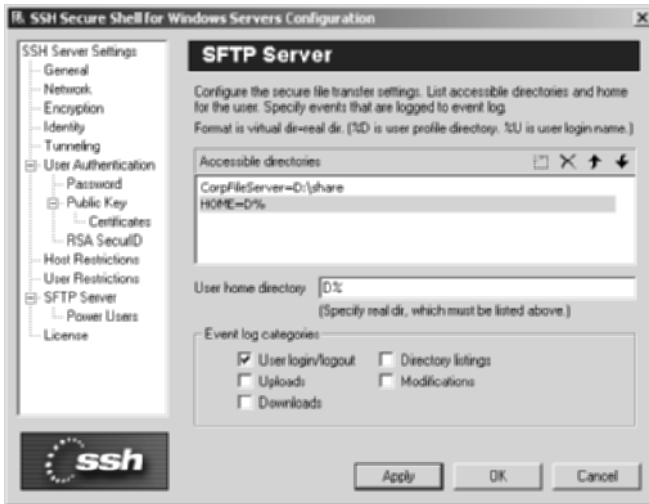 SSH Secure Shell for Windows Servers Configuration
SSH Server Settings
General
Network
Encryption
Identity
Tunneling
User Authentication
Password
Public Key
Certificates
RSA SecurID
Host Restrictions
User Restrictions
SFTP Server
Power Users
License
ssh
SFTP Server
Configure the secure file transfer settings. List accessible directories and home
for the user. Specify events that are logged to event log.
Format is virtual dir=real dir. (%D is user profile directory. %U is user login name.)
Accessible directories
CorpFileServer=D:\share
HOME=D%
User home directory D%
(Specify real dir, which must be listed above.)
Event log categories
User login/logout Directory listings
Uploads Modifications
Downloads
Apply OK Cancel